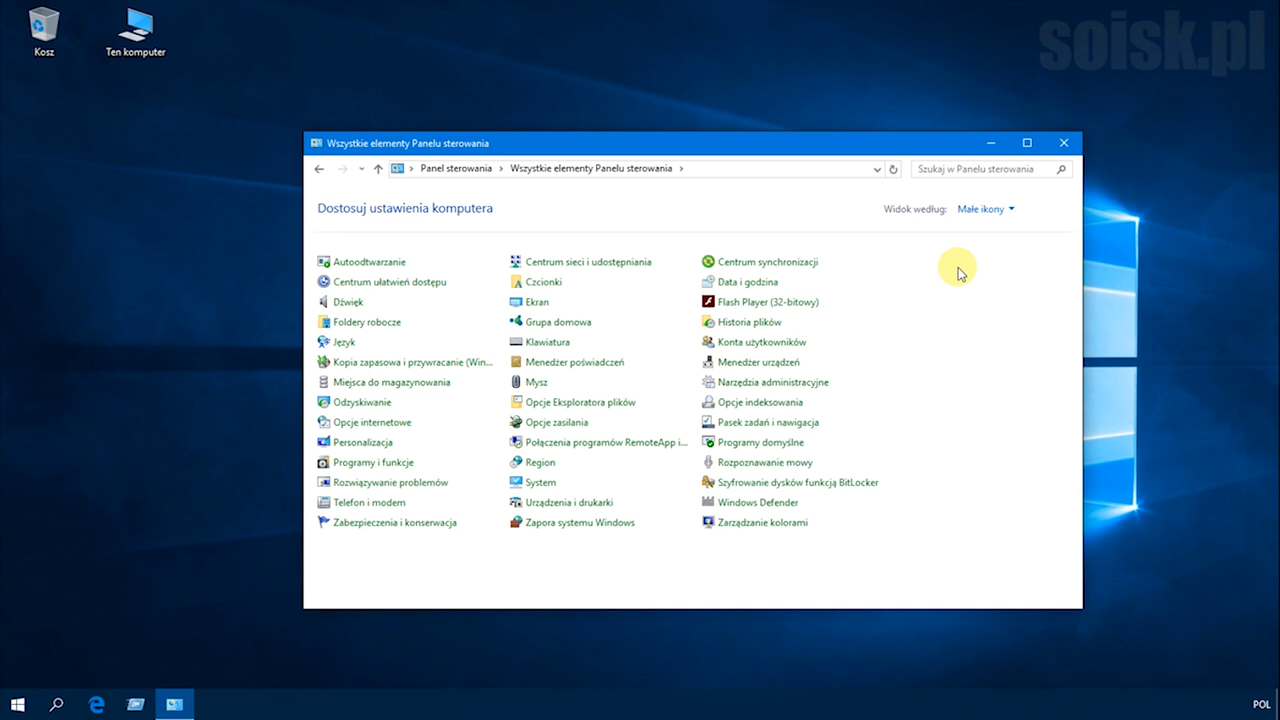 soisk.pl
Kosz
Ten komputer
Wszystkie elementy Panelu sterowania
Panel sterowania
Wszystkie elementy Panelu sterowania
Szukaj w Panelu sterowania
Dostosuj ustawienia komputera
Widok według: Małe ikony
Autoodtwarzanie
Centrum sieci i udostępniania
Centrum synchronizacji
Centrum ułatwień dostępu
Czcionki
Data i godzina
Dźwięk
Ekran
Flash Player (32-bitowy)
Foldery robocze
Grupa domowa
Historia plików
Język
Klawiatura
Konta użytkowników
Kopia zapasowa i przywracanie (Win...
Menedżer poświadczeń
Menedżer urządzeń
Miejsca do magazynowania
Mysz
Narzędzia administracyjne
Odzyskiwanie
Opcje Eksploratora plików
Opcje indeksowania
Opcje internetowe
Opcje zasilania
Pasek zadań i nawigacja
Personalizacja
Połączenia programów RemoteApp i...
Programy domyślne
Programy i funkcje
Region
Rozpoznawanie mowy
Rozwiązywanie problemów
System
Szyfrowanie dysków funkcją BitLocker
Telefon i modem
Urządzenia i drukarki
Windows Defender
Zabezpieczenia i konserwacja
Zapora systemu Windows
Zarządzanie kolorami
POL